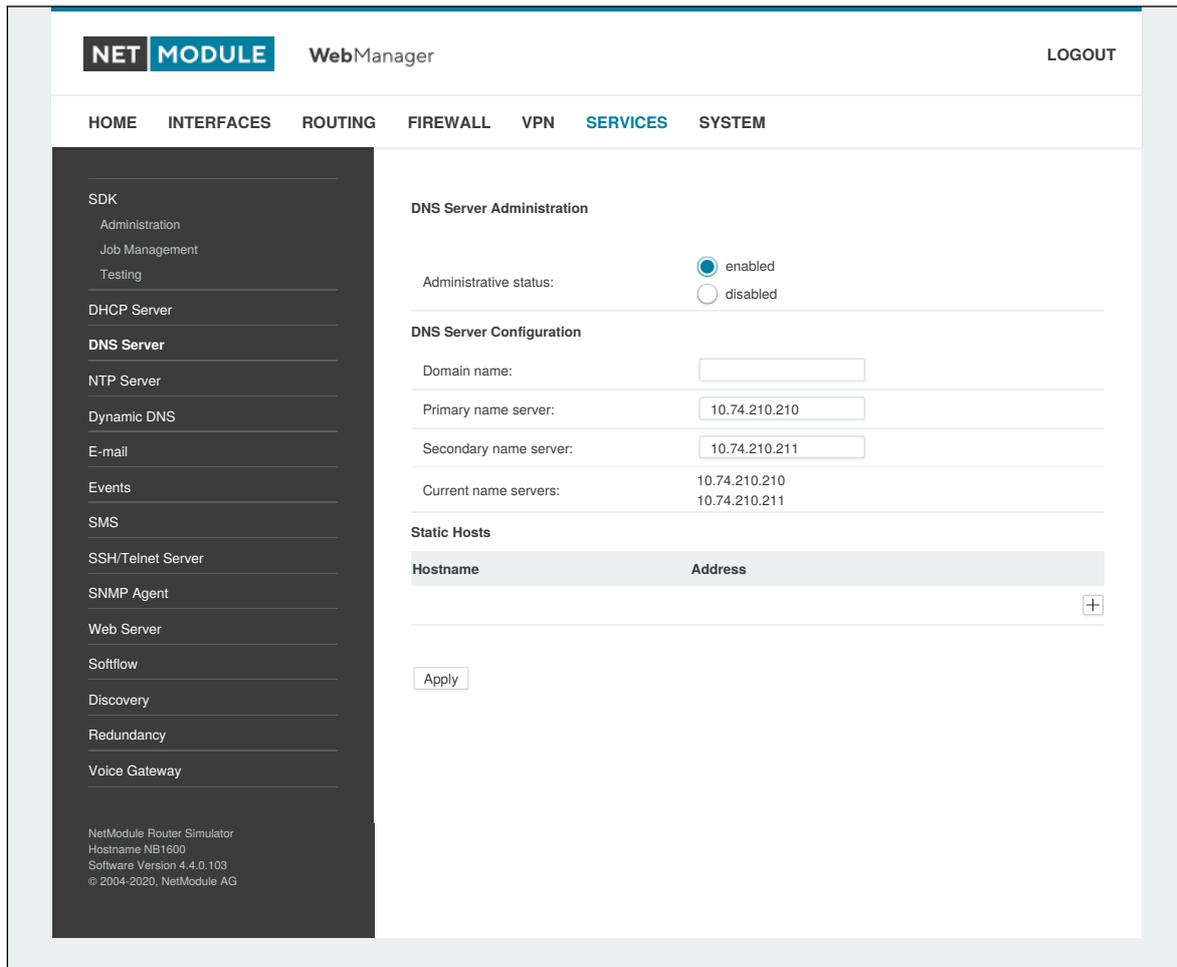 NET MODULE WebManager LOGOUT
HOME INTERFACES ROUTING FIREWALL VPN SERVICES SYSTEM
SDK
Administration
Job Management
Testing
DHCP Server
DNS Server
NTP Server
Dynamic DNS
E-mail
Events
SMS
SSH/Telnet Server
SNMP Agent
Web Server
Softflow
Discovery
Redundancy
Voice Gateway
NetModule Router Simulator
Hostname NB1600
Software Version 4.4.0.103
© 2004-2020, NetModule AG
DNS Server Administration
Administrative status:
enabled
disabled
DNS Server Configuration
Domain name:
Primary name server: 10.74.210.210
Secondary name server: 10.74.210.211
Current name servers:
10.74.210.210
10.74.210.211
Static Hosts
Hostname Address
Apply